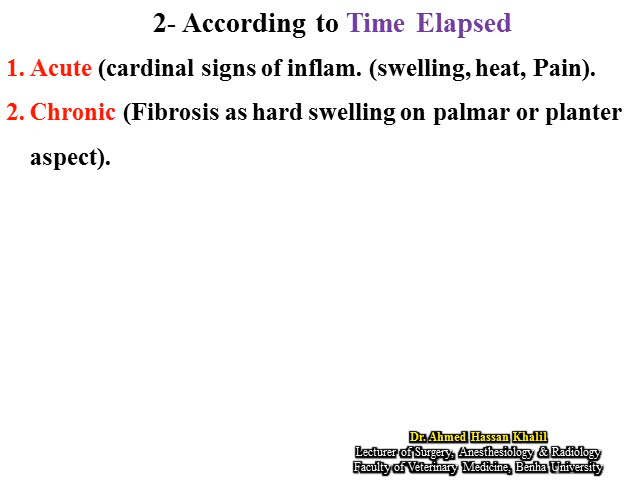 2- According to Time Elapsed
1. Acute (cardinal signs of inflam. (swelling, heat, Pain).
2. Chronic (Fibrosis as hard swelling on palmar or planter
aspect).
Dr. Ahmed Hassan Khalil
Lecturer of Surgery, Anesthesiology & Radiology
Faculty of Veterinary Medicine, Benha University